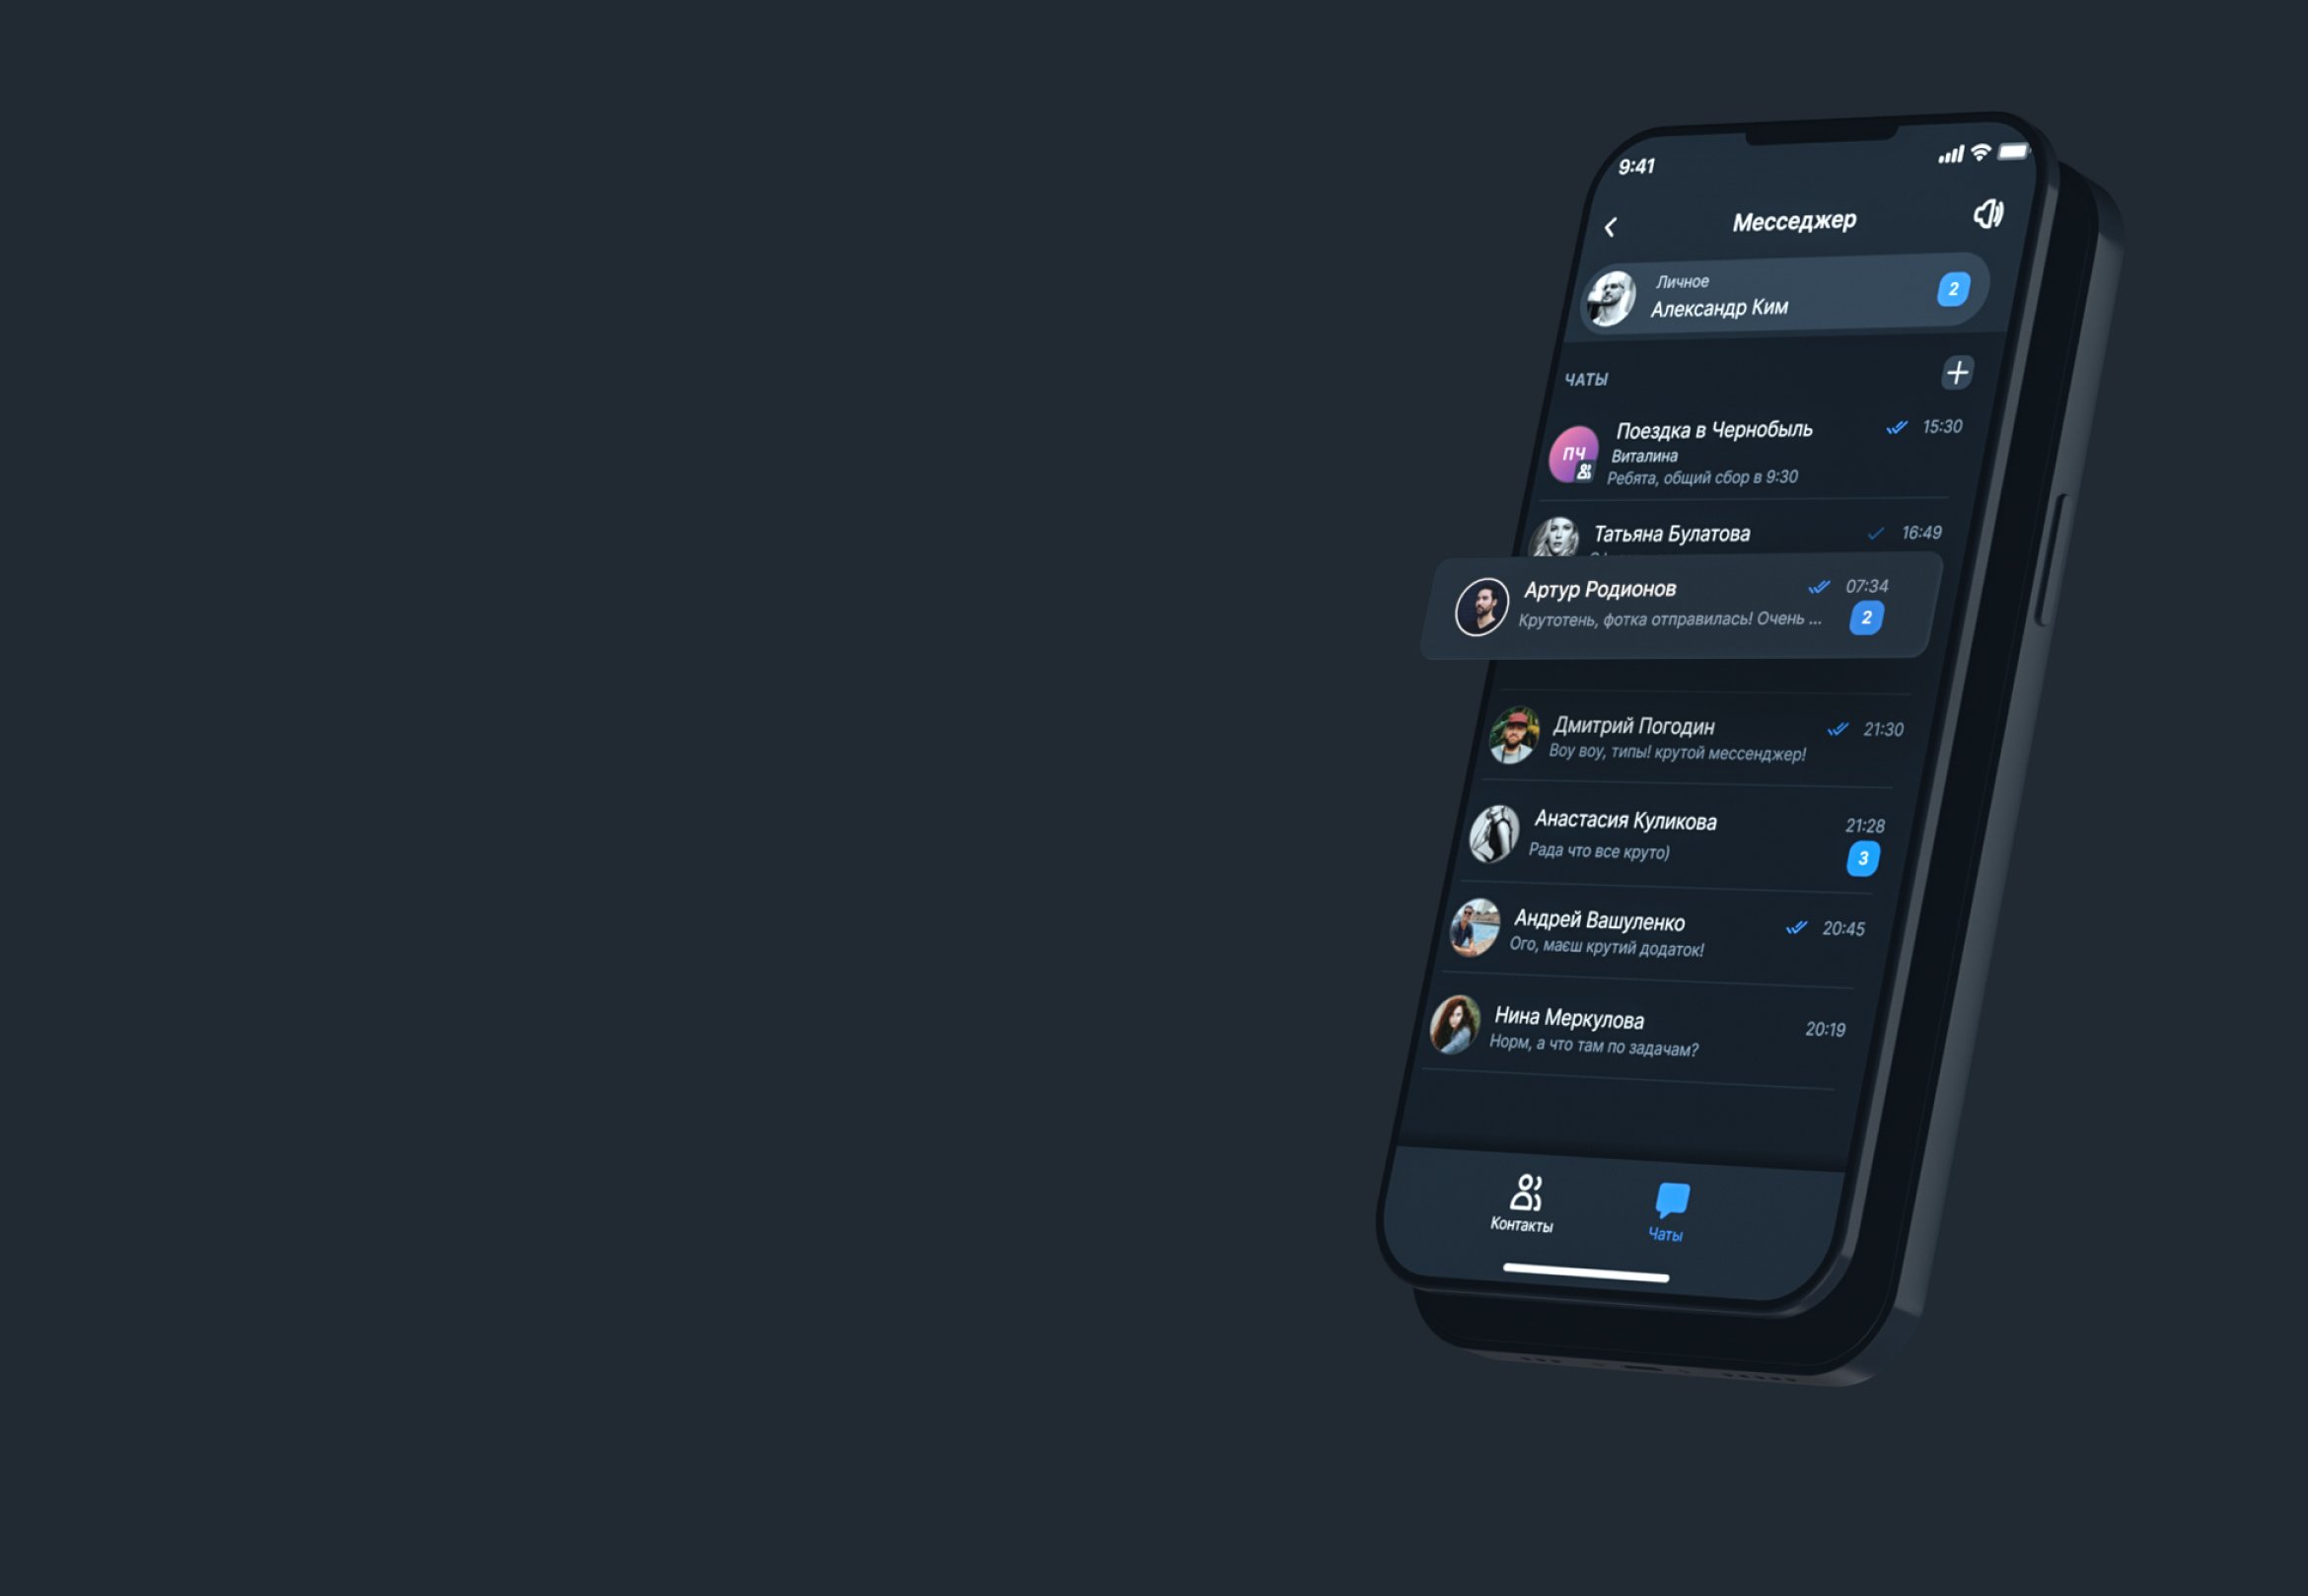 9:41
Месседжер
Личное
Александр Ким
2
ЧАТЫ
Поездка в Чернобыль
15:30
ПЧ
Виталина
Ребята, общий сбор в 9:30
Татьяна Булатова
16:49
Артур Родионов
07:34
Крутотень, фотка отправилась! Очень ...
2
Дмитрий Погодин
21:30
Воу воу, типы! крутой мессенджер!
Анастасия Куликова
21:28
Рада что все круто)
3
Андрей Вашуленко
20:45
Ого, маєш крутий додаток!
Нина Меркулова
20:19
Норм, а что там по задачам?
Контакты
Чаты